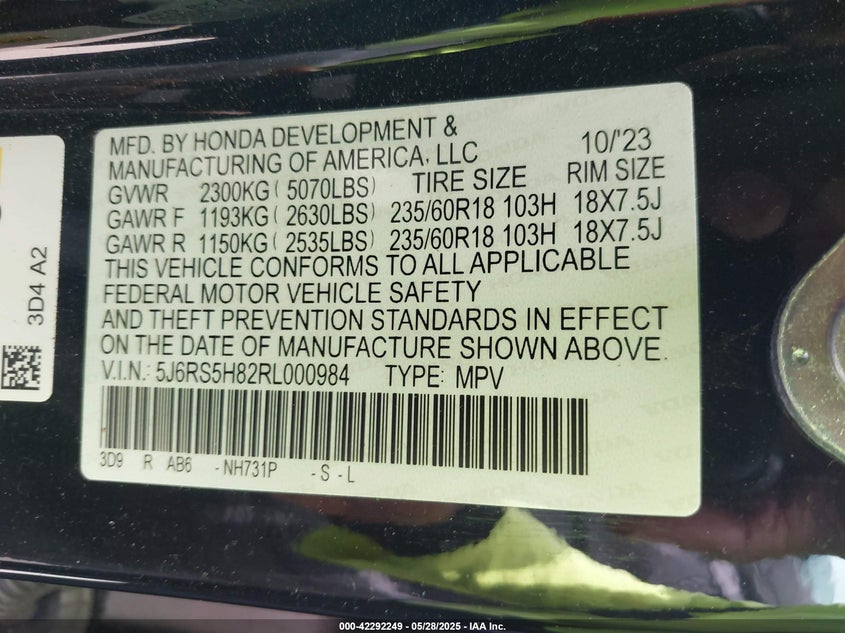 MFD. BY HONDA DEVELOPMENT & MANUFACTURING OF AMERICA, LLC 10/'23
GVWR 2300KG ( 5070LBS) TIRE SIZE RIM SIZE
GAWR F 1193KG ( 2630LBS) 235/60R18 103H 18X7.5J
GAWR R 1150KG ( 2535LBS) 235/60R18 103H 18X7.5J
THIS VEHICLE CONFORMS TO ALL APPLICABLE
FEDERAL MOTOR VEHICLE SAFETY
AND THEFT PREVENTION STANDARDS IN EFFECT
ON THE DATE OF MANUFACTURE SHOWN ABOVE.
V.I.N.: 5J6RS5H82RL000984 TYPE: MPV
3D9 R AB6 -NH731P -S -L
3D4 A2
000-42292249 - 05/28/2025 - IAA Inc.